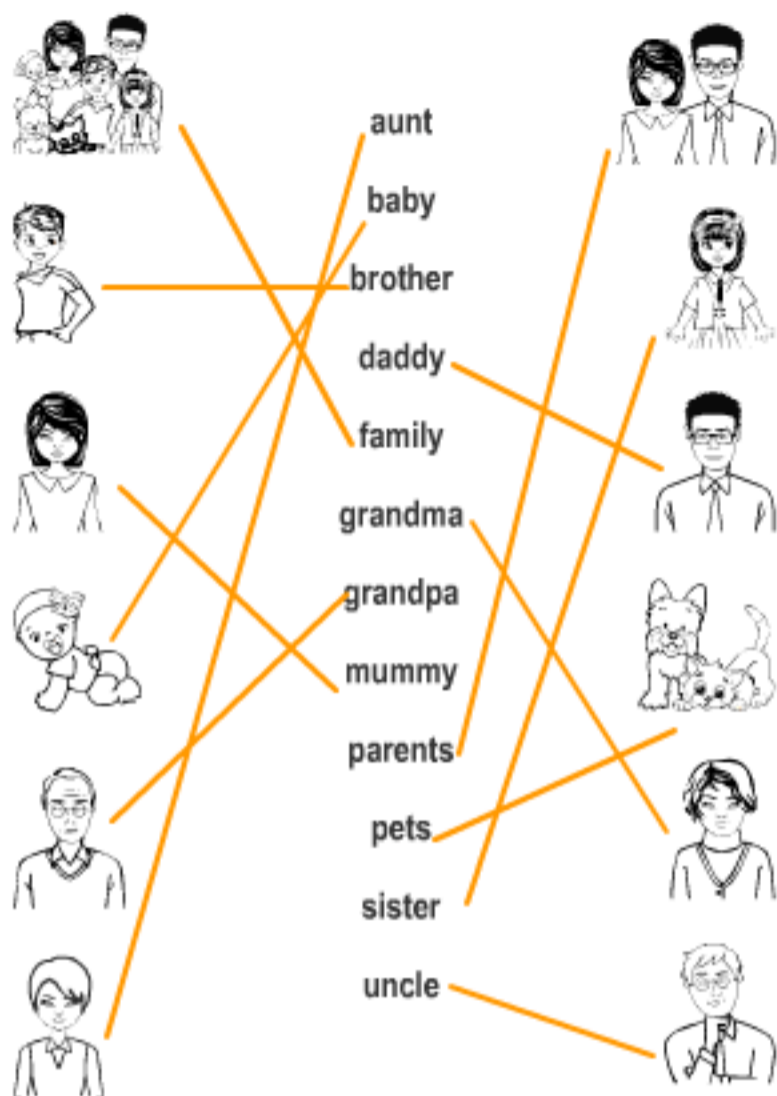 aunt
baby
brother
daddy
family
grandma
grandpa
mummy
parents
pets
sister
uncle